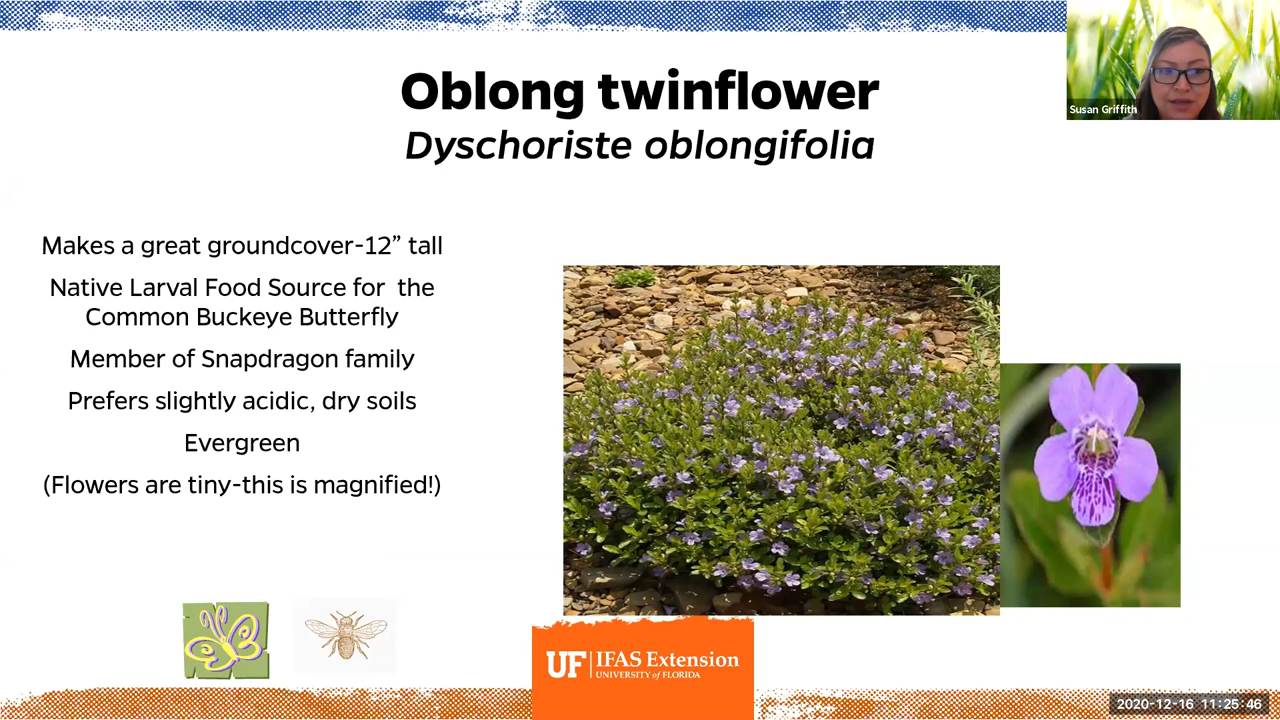 Oblong twinflower
Dyschoriste oblongifolia
Susan Griffith
Makes a great groundcover-12” tall
Native Larval Food Source for the
Common Buckeye Butterfly
Member of Snapdragon family
Prefers slightly acidic, dry soils
Evergreen
(Flowers are tiny-this is magnified!)
UF | IFAS Extension
UNIVERSITY of FLORIDA
2020-12-16 11:25:46